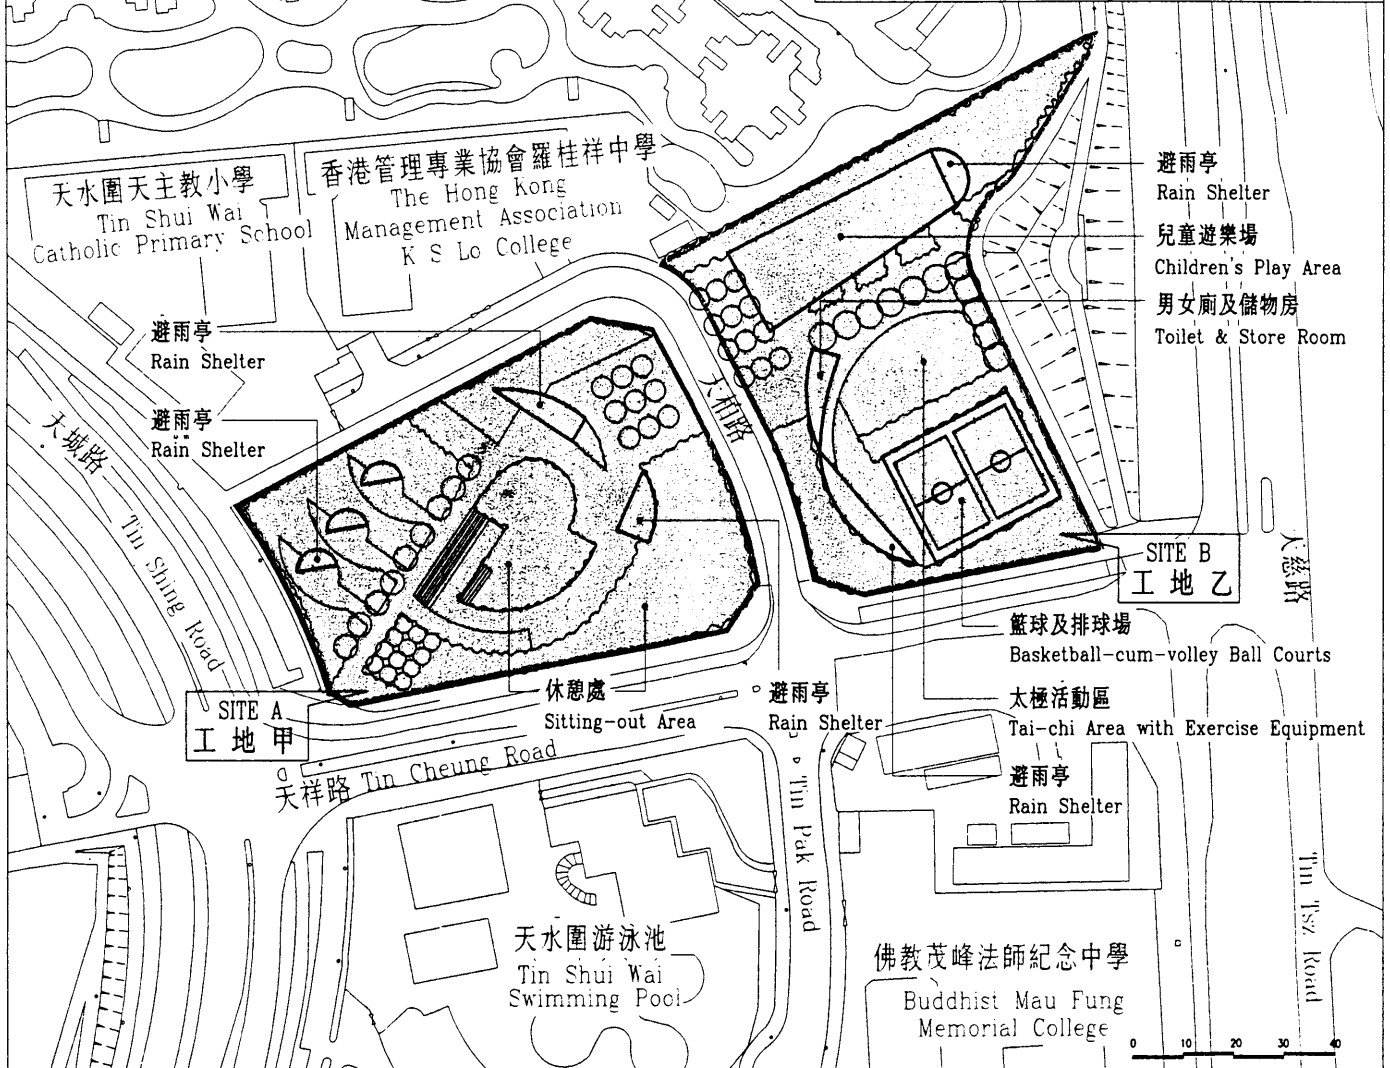 天水圍天主教小學
Tin Shui Wai
Catholic Primary School
香港管理專業協會羅桂祥中學
The Hong Kong
Management Association
K S Lo College
避雨亭
Rain Shelter
兒童遊樂場
Children's Play Area
男女廁及儲物房
Toilet & Store Room
避雨亭
Rain Shelter
避雨亭
Rain Shelter
天城路
Tin Shing Road
天柏路
SITE B
工地乙
天慈路
籃球及排球場
Basketball-cum-volley Ball Courts
太極活動區
Tai-chi Area with Exercise Equipment
避雨亭
Rain Shelter
SITE A
工地甲
休憩處
Sitting-out Area
避雨亭
Rain Shelter
天祥路 Tin Cheung Road
Tin Pak Road
Tin Tsz Road
天水圍游泳池
Tin Shui Wai
Swimming Pool
佛教茂峰法師紀念中學
Buddhist Mau Fung
Memorial College
0 10 20 30 40